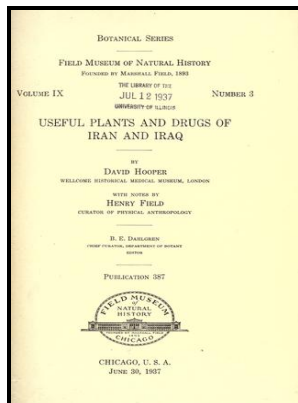 BOTANICAL SERIES
FIELD MUSEUM OF NATURAL HISTORY
FOUNDED BY MARSHALL FIELD, 1893
THE LIBRARY OF THE
VOLUME IX JUL 12 1937 NUMBER 3
UNIVERSITY OF ILLINOIS
USEFUL PLANTS AND DRUGS OF
IRAN AND IRAQ
BY
DAVID HOOPER
WELLCOME HISTORICAL MEDICAL MUSEUM, LONDON
WITH NOTES BY
HENRY FIELD
CURATOR OF PHYSICAL ANTHROPOLOGY
B. E. DAHLGREN
CHIEF CURATOR, DEPARTMENT OF BOTANY
EDITOR
PUBLICATION 387
FIELD MUSEUM
OF
NATURAL
HISTORY
CHICAGO
CHICAGO, U. S. A.
JUNE 30, 1937